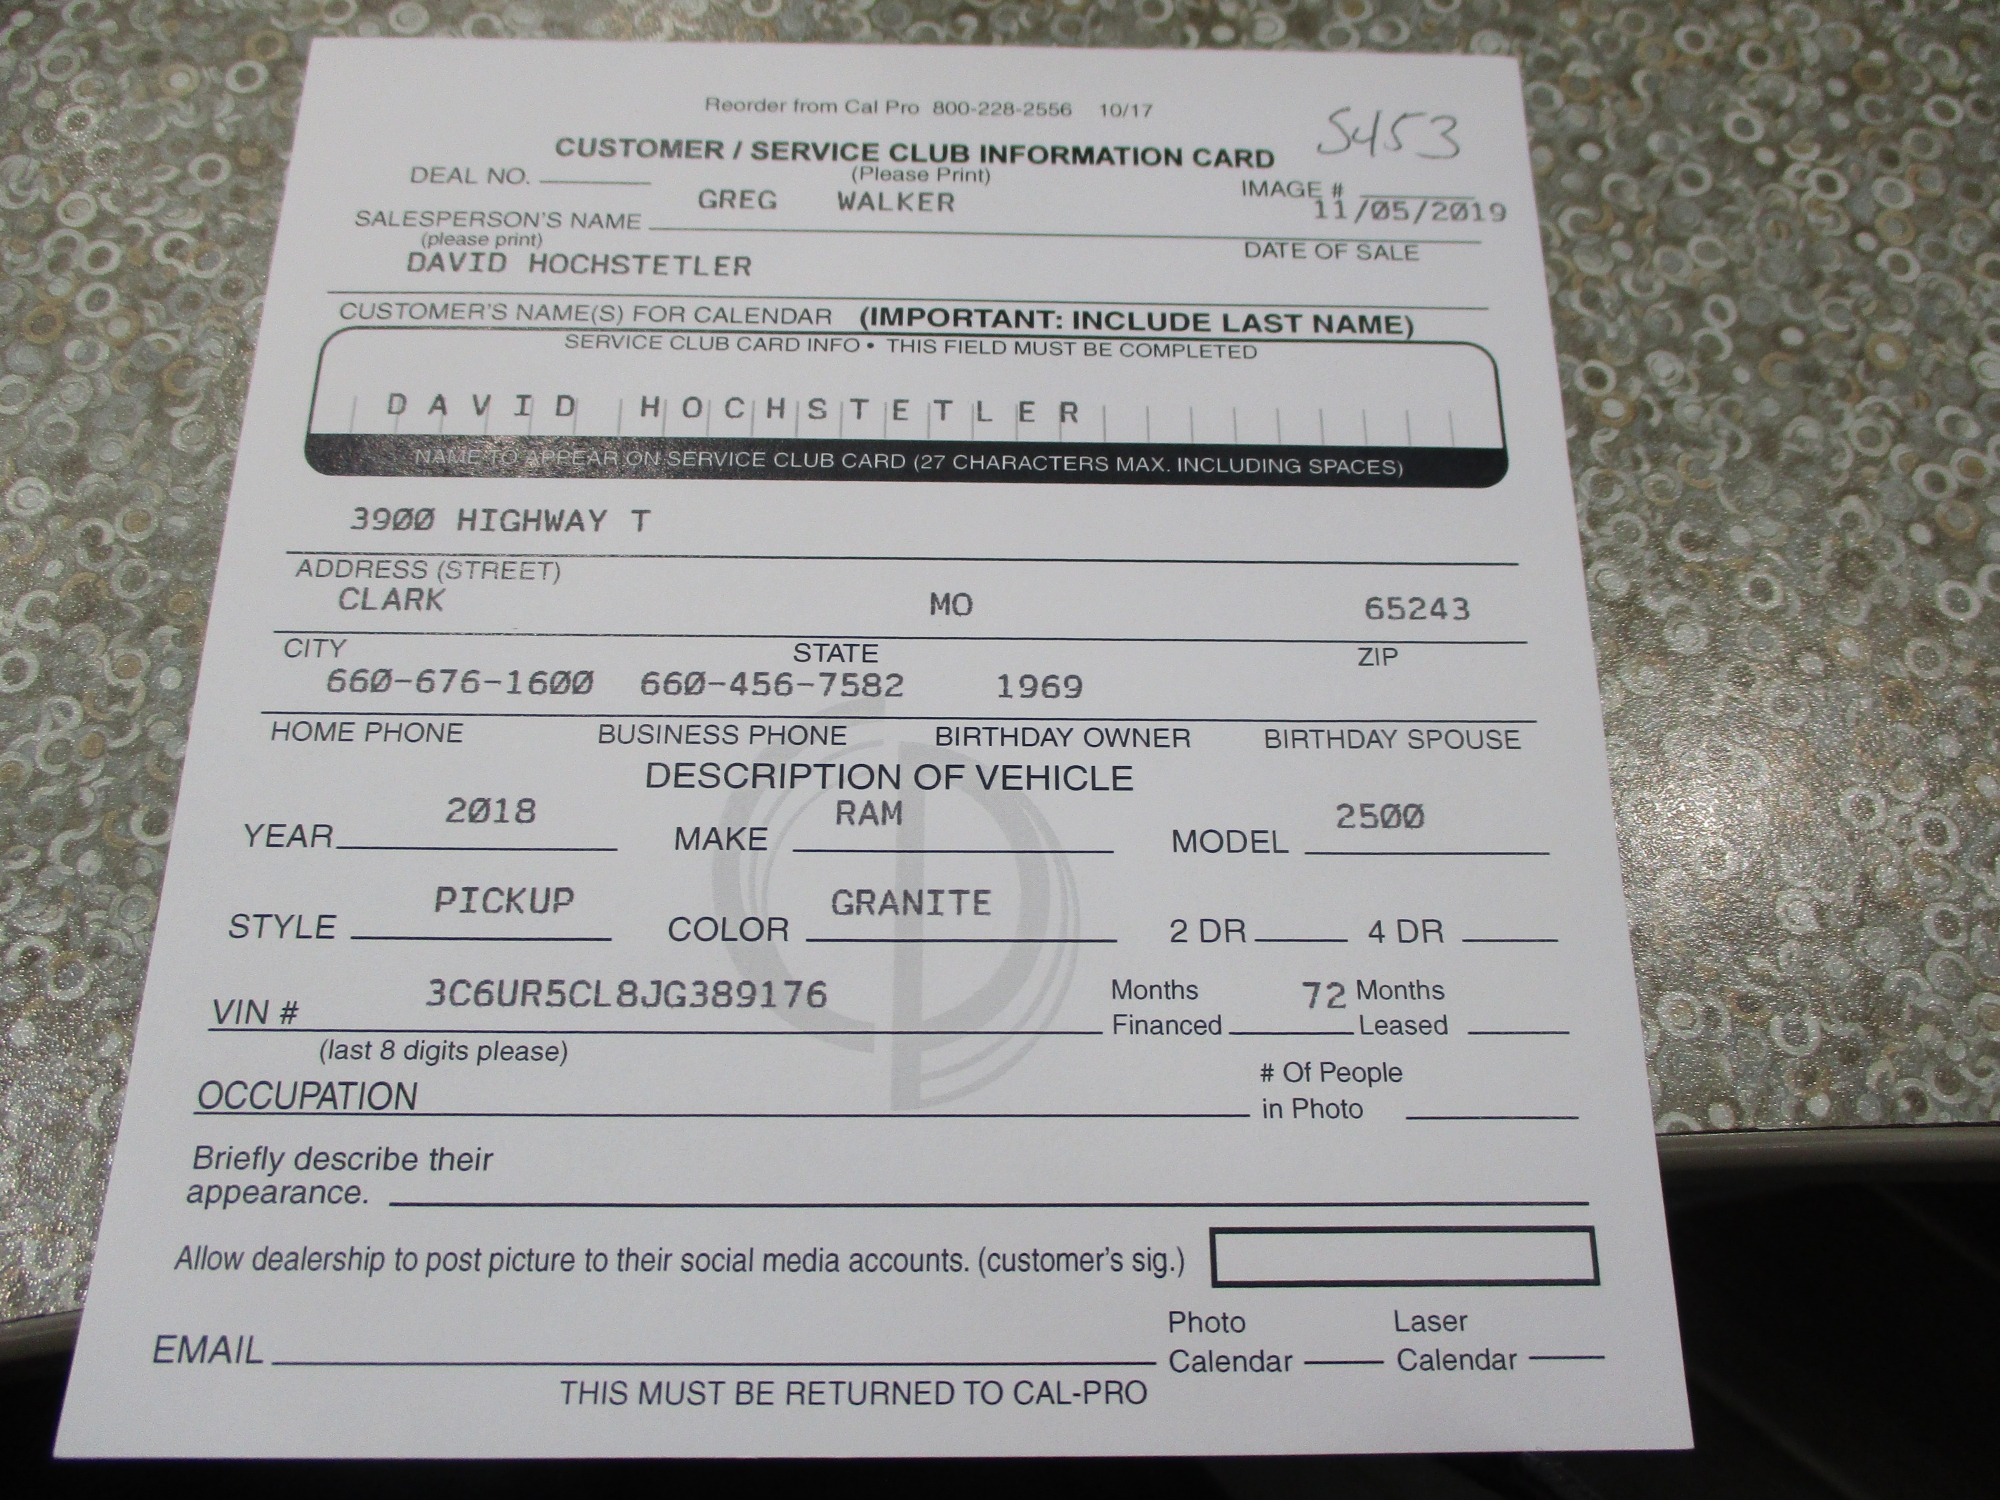 Reorder from Cal Pro 800-228-2556 10/17
5453
CUSTOMER / SERVICE CLUB INFORMATION CARD
(Please Print)
DEAL NO.
IMAGE #
GREG WALKER
11/05/2019
SALESPERSON'S NAME
(please print)
DATE OF SALE
DAVID HOCHSTETLER
CUSTOMER'S NAME(S) FOR CALENDAR (IMPORTANT: INCLUDE LAST NAME)
SERVICE CLUB CARD INFO • THIS FIELD MUST BE COMPLETED
DAVID HOCHSTETLER
NAME TO APPEAR ON SERVICE CLUB CARD (27 CHARACTERS MAX. INCLUDING SPACES)
3900 HIGHWAY T
ADDRESS (STREET)
CLARK MO 65243
CITY STATE ZIP
660-676-1600 660-456-7582 1969
HOME PHONE BUSINESS PHONE BIRTHDAY OWNER BIRTHDAY SPOUSE
DESCRIPTION OF VEHICLE
2018 RAM 2500
YEAR MAKE MODEL
PICKUP GRANITE
STYLE COLOR 2 DR 4 DR
3C6UR5CL8JG389176 Months 72 Months
VIN # Financed Leased
(last 8 digits please)
# Of People
OCCUPATION in Photo
Briefly describe their
appearance.
Allow dealership to post picture to their social media accounts. (customer's sig.)
Photo Laser
EMAIL Calendar Calendar
THIS MUST BE RETURNED TO CAL-PRO